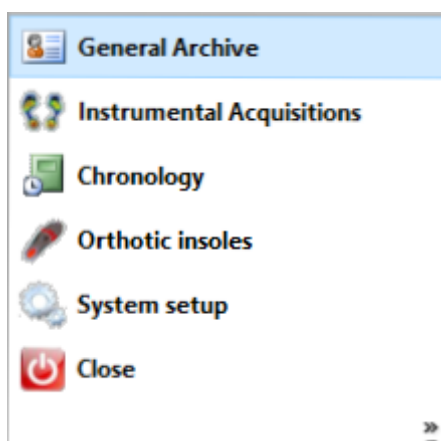 General Archive
Instrumental Acquisitions
Chronology
Orthotic insoles
System setup
Close